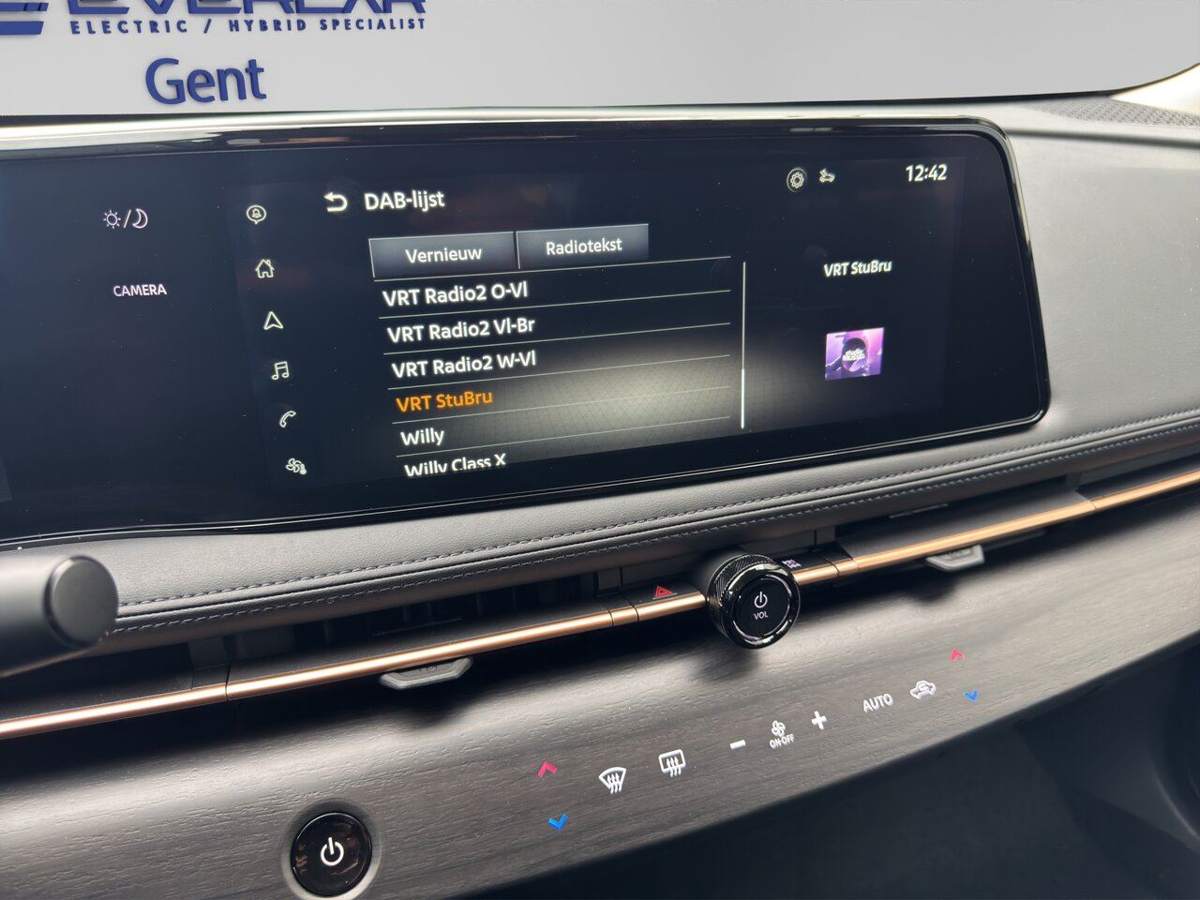 ELECTRIC / HYBRID SPECIALIST
Gent
DAB-lijst
12:42
Vernieuw
Radiotekst
VRT Radio2 O-Vl
VRT Radio2 Vl-Br
VRT Radio2 W-Vl
VRT StuBru
Willy
Willy Class X
VRT StuBru
CAMERA
VOL
AUTO
ON·OFF